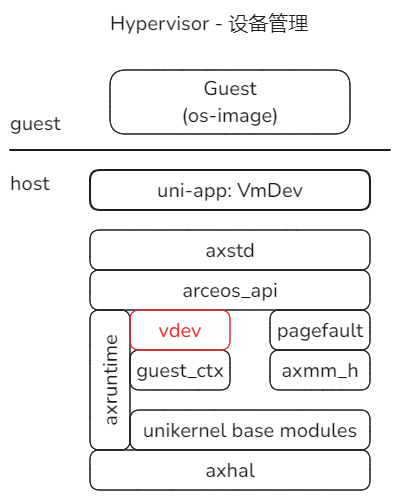 Hypervisor - 设备管理
Guest
(os-image)
guest
host
uni-app: VmDev
axstd
arceos_api
axruntime
vdev
pagefault
guest_ctx
axmm_h
unikernel base modules
axhal